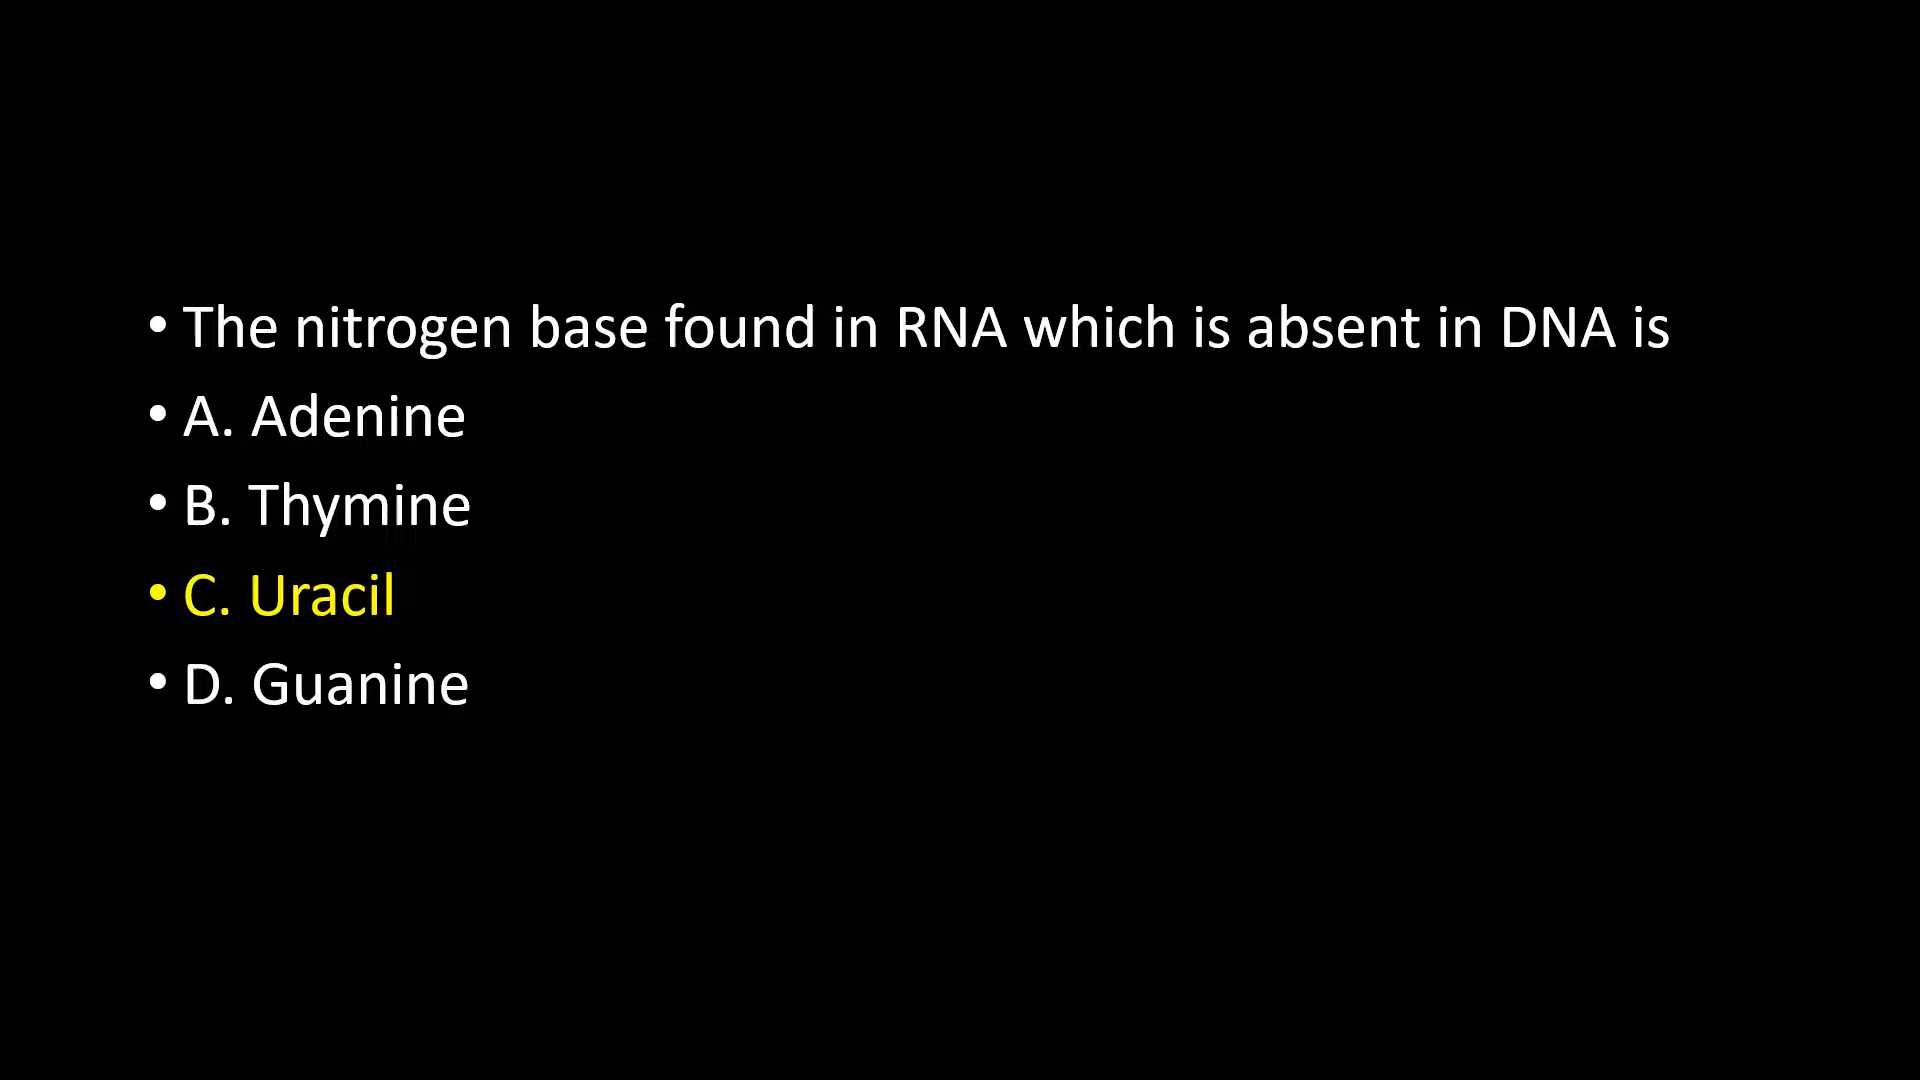 • The nitrogen base found in RNA which is absent in DNA is
• A. Adenine
• B. Thymine
• C. Uracil
• D. Guanine